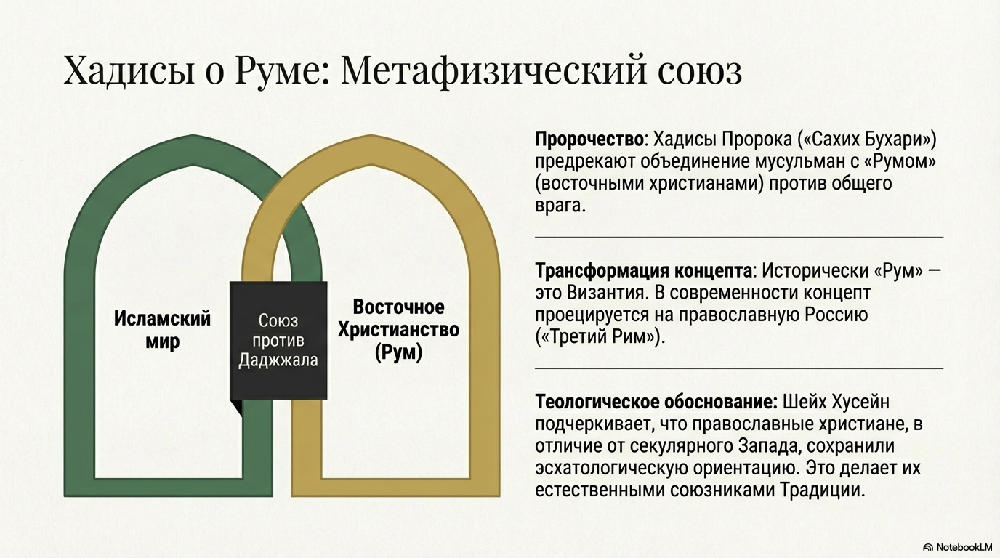 Хадисы о Руме: Метафизический союз
Исламский
мир
Союз
против
Даджжала
Восточное
Христианство
(Рум)
Пророчество: Хадисы Пророка («Сахих Бухари»)
предрекают объединение мусульман с «Румом»
(восточными христианами) против общего
врага.
Трансформация концепта: Исторически «Рум» —
это Византия. В современности концепт
проецируется на православную Россию
(«Третий Рим»).
Теологическое обоснование: Шейх Хусейн
подчеркивает, что православные христиане, в
отличие от секулярного Запада, сохранили
эсхатологическую ориентацию. Это делает их
естественными союзниками Традиции.
NotebookLM